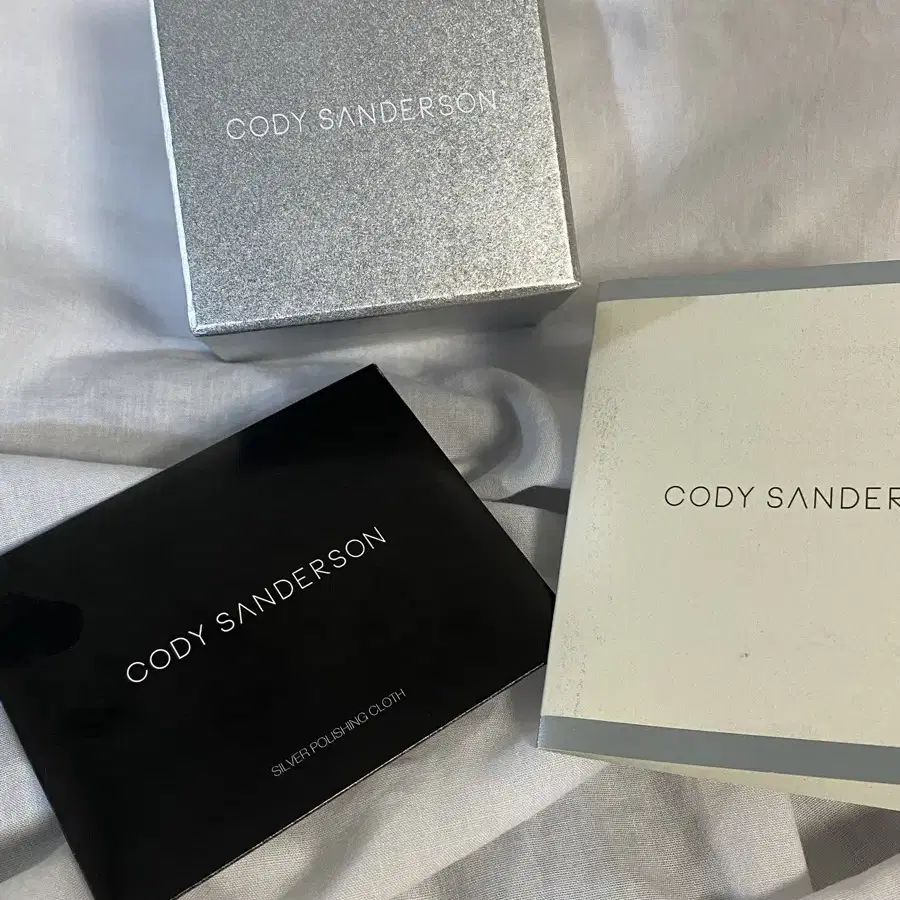 CODY SANDERSON
CODY SANDER
CODY SANDERSON
SILVER POLISHING CLOTH